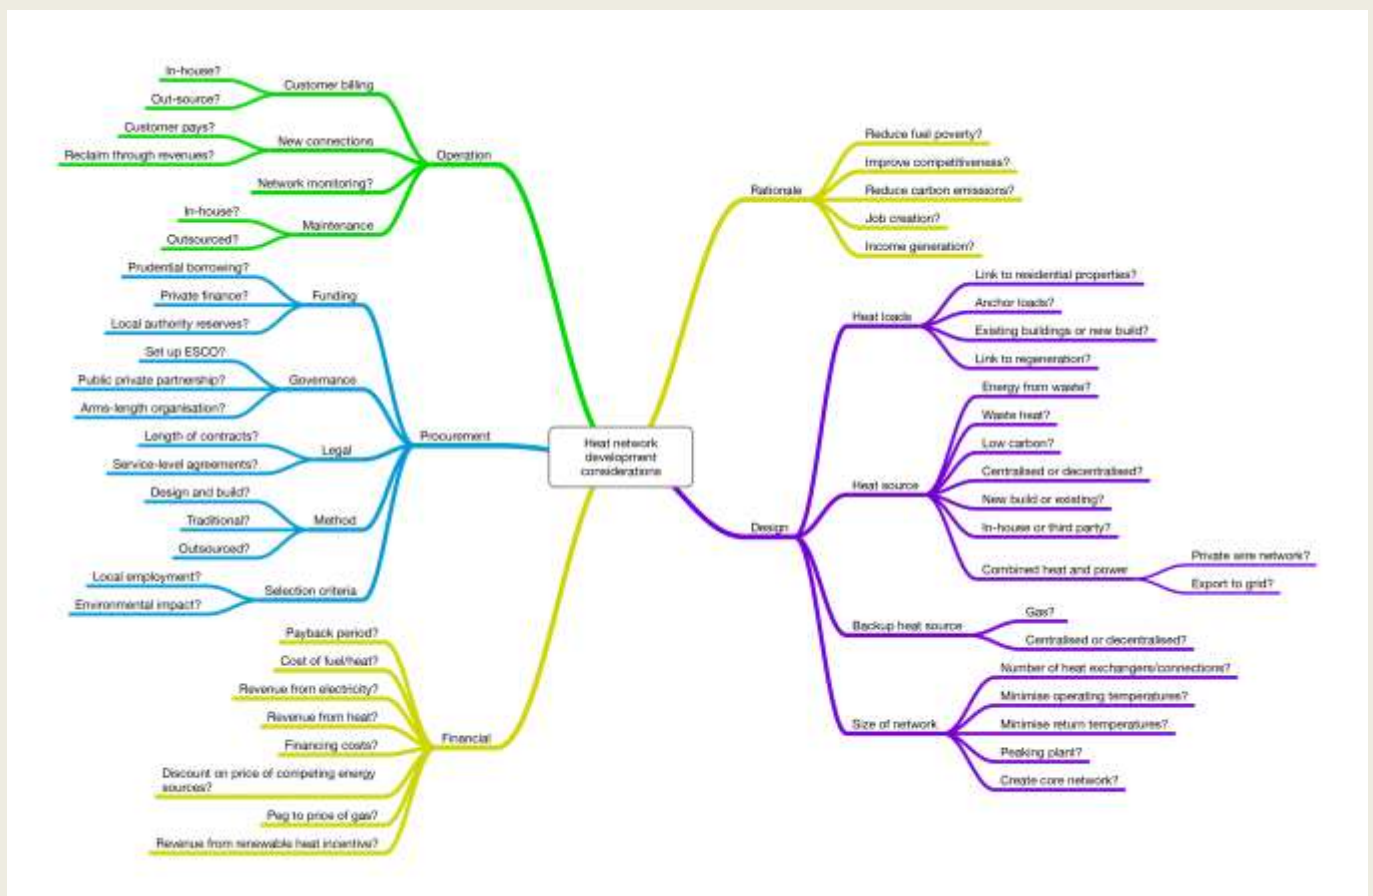 In-house?
Customer billing
Out-source?
Customer pays?
New connections
Reclaim through revenues?
Operation
Network monitoring?
In-house?
Maintenance
Outsourced?
Prudential borrowing?
Private finance?
Funding
Local authority reserves?
Set up ESCO?
Public private partnership?
Governance
Arms-length organisation?
Length of contracts?
Legal
Service-level agreements?
Procurement
Design and build?
Traditional?
Method
Outsourced?
Local employment?
Selection criteria
Environmental impact?
Payback period?
Cost of fuel/heat?
Revenue from electricity?
Revenue from heat?
Financing costs?
Financial
Discount on price of competing energy
sources?
Peg to price of gas?
Revenue from renewable heat incentive?
Heat network
development
considerations
Rationale
Reduce fuel poverty?
Improve competitiveness?
Reduce carbon emissions?
Job creation?
Income generation?
Design
Heat loads
Link to residential properties?
Anchor loads?
Existing buildings or new build?
Link to regeneration?
Heat source
Energy from waste?
Waste heat?
Low carbon?
Centralised or decentralised?
New build or existing?
In-house or third party?
Combined heat and power
Private wire network?
Export to grid?
Backup heat source
Gas?
Centralised or decentralised?
Size of network
Number of heat exchangers/connections?
Minimise operating temperatures?
Minimise return temperatures?
Peaking plant?
Create core network?